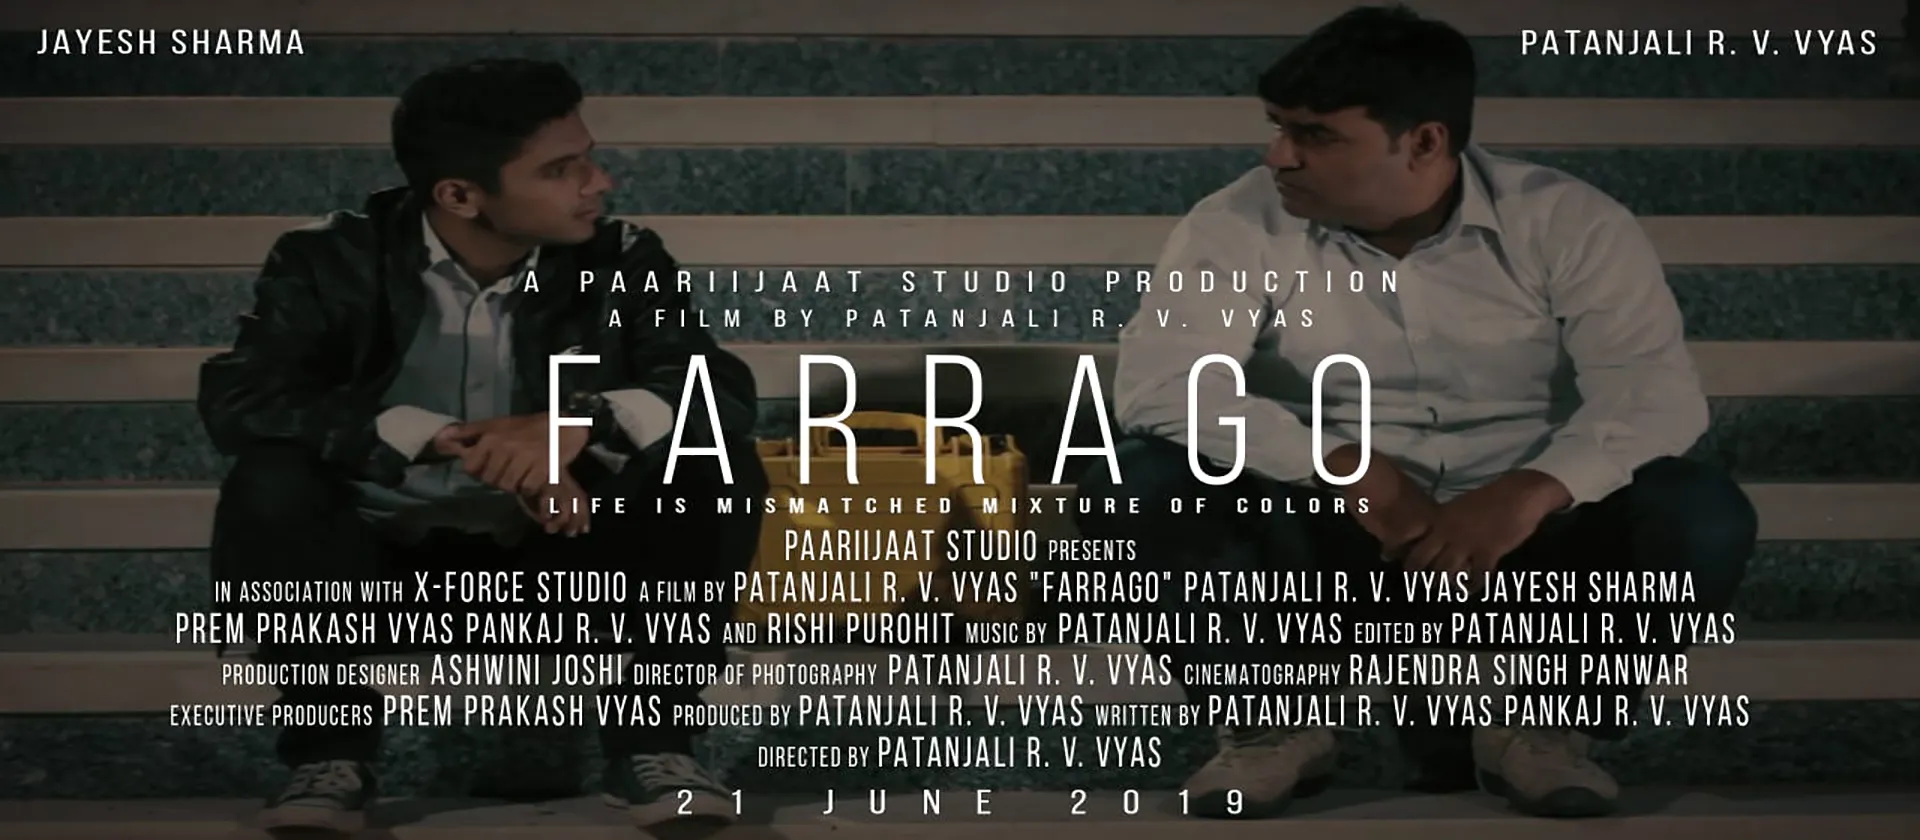 JAYESH SHARMA
PATANJALI R. V. VYAS
A PAARIIJAAT STUDIO PRODUCTION
A FILM BY PATANJALI R. V. VYAS
FARRAGO
LIFE IS MISMATCHED MIXTURE OF COLORS
PAARIIJAAT STUDIO PRESENTS
IN ASSOCIATION WITH X-FORCE STUDIO A FILM BY PATANJALI R. V. VYAS "FARRAGO" PATANJALI R. V. VYAS JAYESH SHARMA
PREM PRAKASH VYAS PANKAJ R. V. VYAS AND RISHI PUROHIT MUSIC BY PATANJALI R. V. VYAS EDITED BY PATANJALI R. V. VYAS
PRODUCTION DESIGNER ASHWINI JOSHI DIRECTOR OF PHOTOGRAPHY PATANJALI R. V. VYAS CINEMATOGRAPHY RAJENDRA SINGH PANWAR
EXECUTIVE PRODUCERS PREM PRAKASH VYAS PRODUCED BY PATANJALI R. V. VYAS WRITTEN BY PATANJALI R. V. VYAS PANKAJ R. V. VYAS
DIRECTED BY PATANJALI R. V. VYAS
21 JUNE 2019